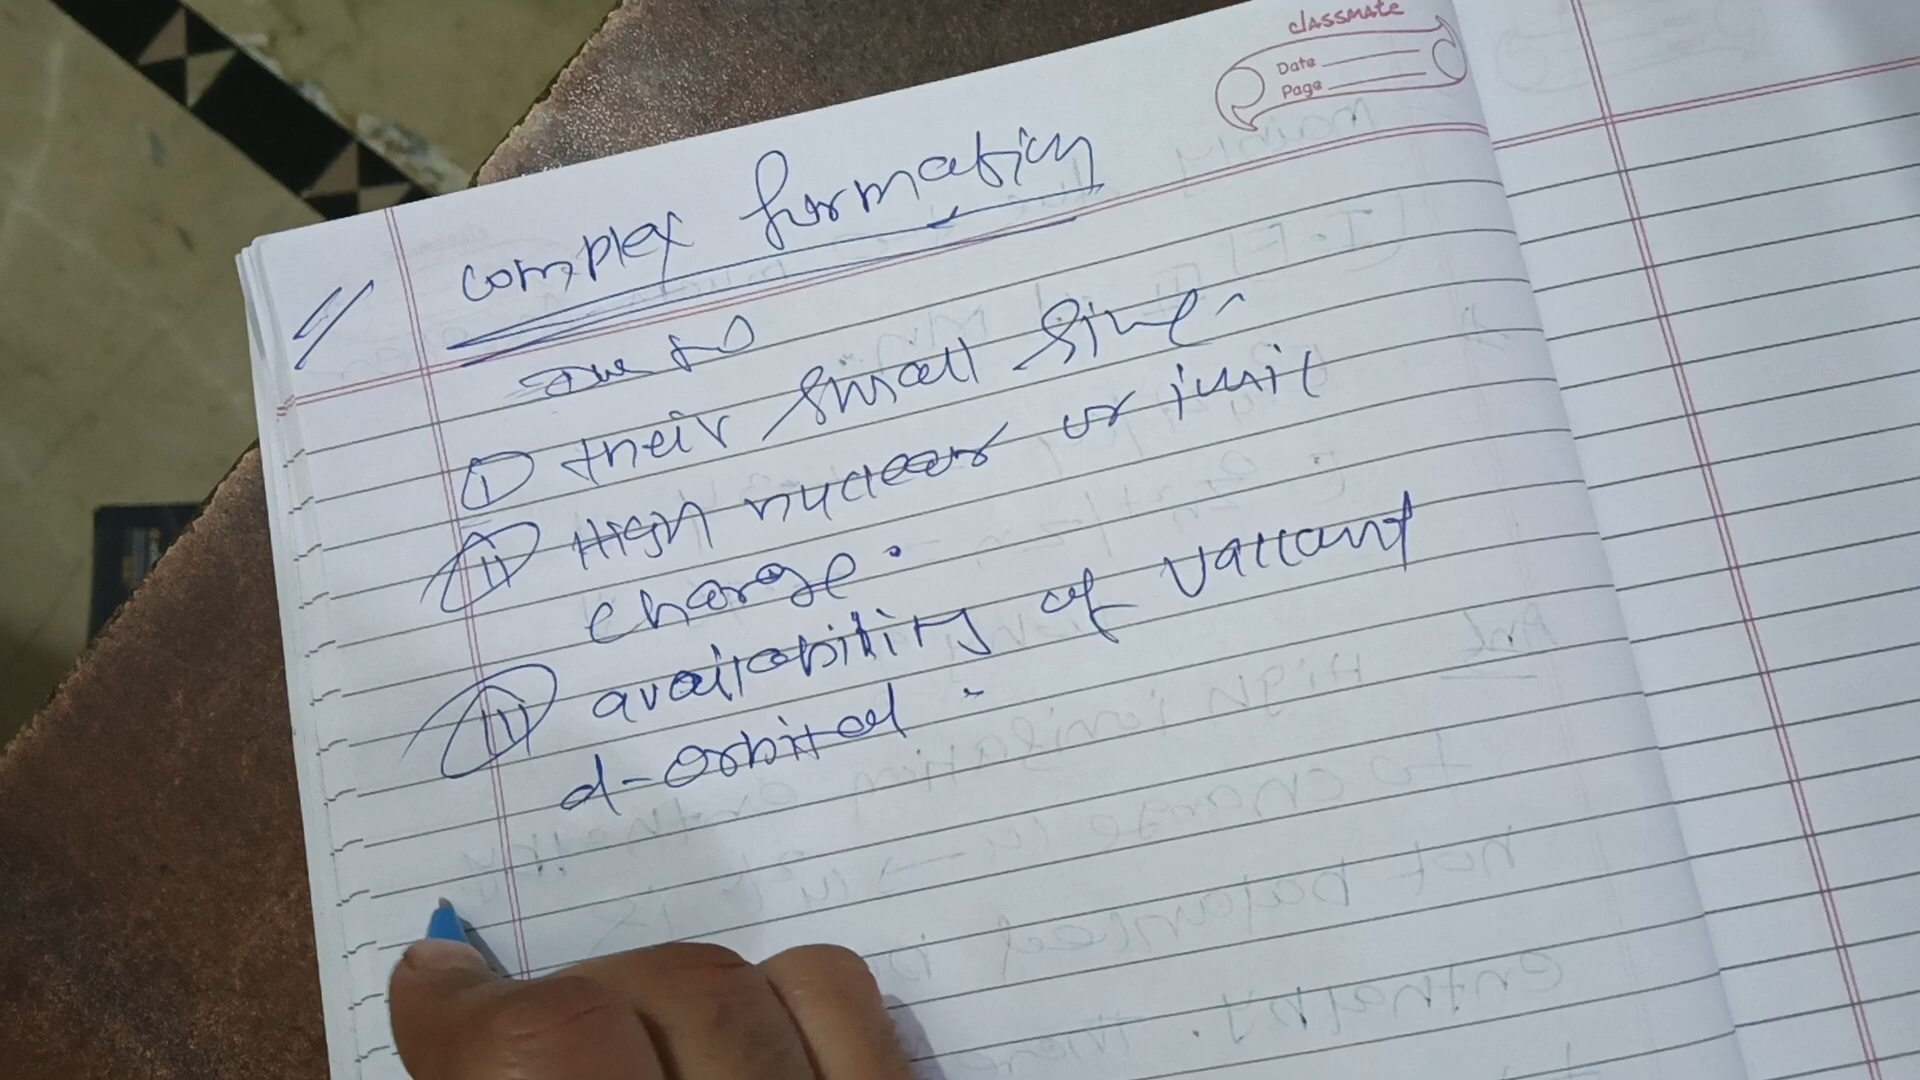 classmate
Date
Page
complex formation
Due to
(i) their small size
(ii) High nuclear or ionic
charge.
(iii) availability of vaccant
d-orbital.